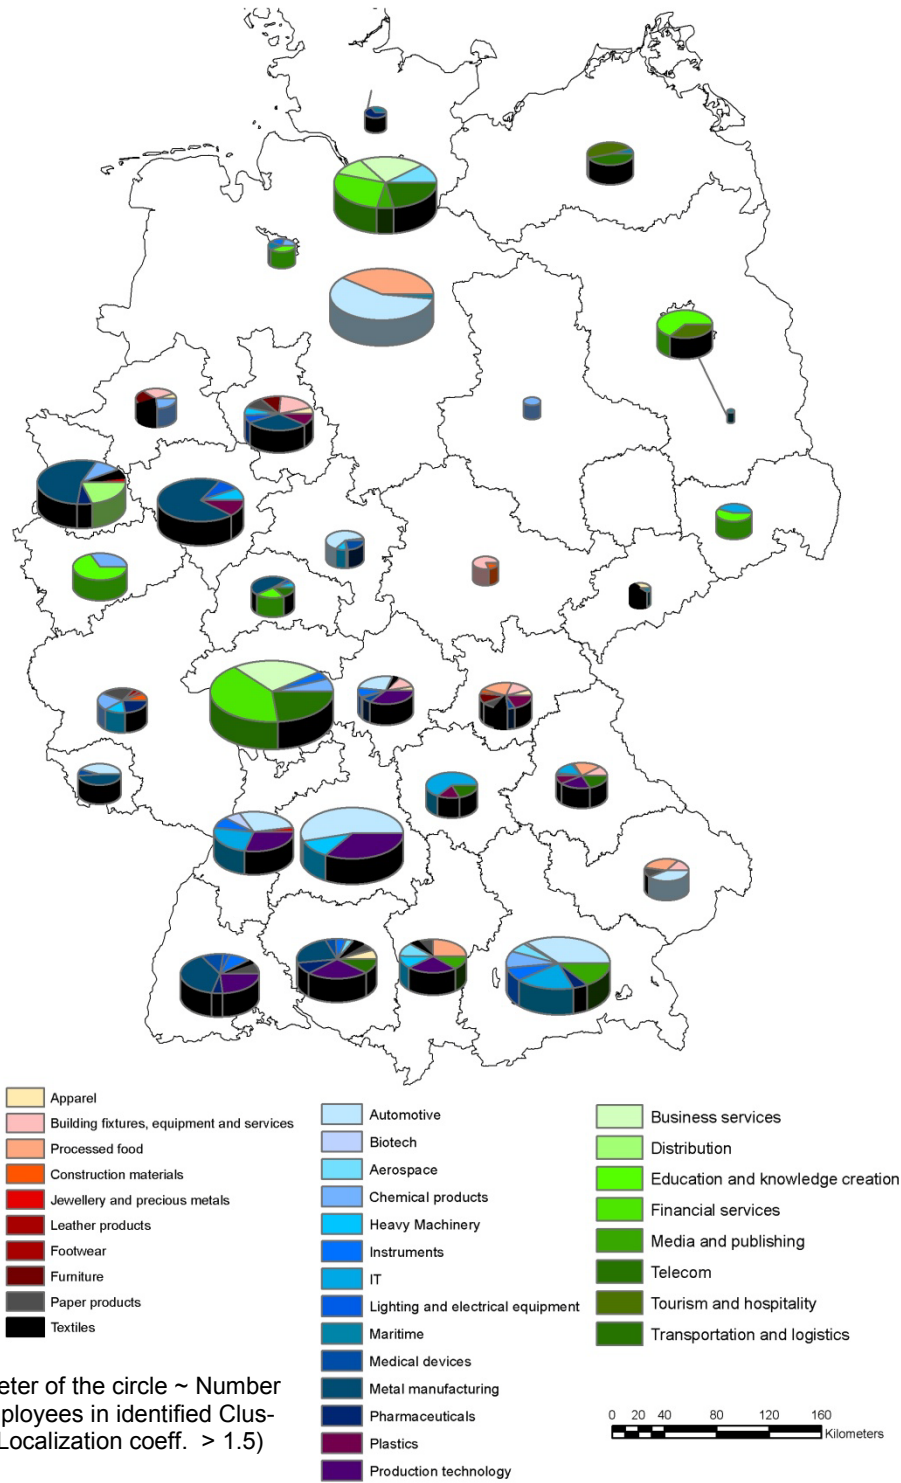 Apparel
Building fixtures, equipment and services
Processed food
Construction materials
Jewellery and precious metals
Leather products
Footwear
Furniture
Paper products
Textiles
Automotive
Biotech
Aerospace
Chemical products
Heavy Machinery
Instruments
IT
Lighting and electrical equipment
Maritime
Medical devices
Metal manufacturing
Pharmaceuticals
Plastics
Production technology
Business services
Distribution
Education and knowledge creation
Financial services
Media and publishing
Telecom
Tourism and hospitality
Transportation and logistics
eter of the circle ~ Number
ployees in identified Clus-
Localization coeff. > 1.5)
0 20 40 80 120 160
Kilometers